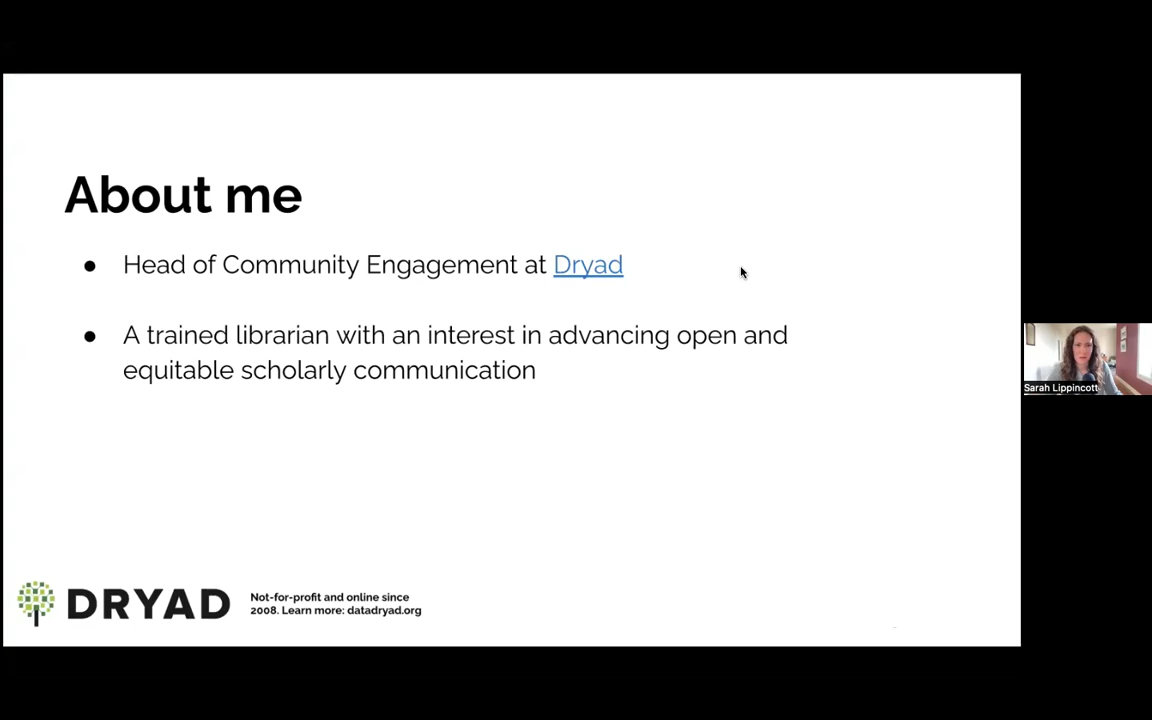 About me
● Head of Community Engagement at Dryad
● A trained librarian with an interest in advancing open and
equitable scholarly communication
Sarah Lippincott
DRYAD
Not-for-profit and online since
2008. Learn more: datadryad.org